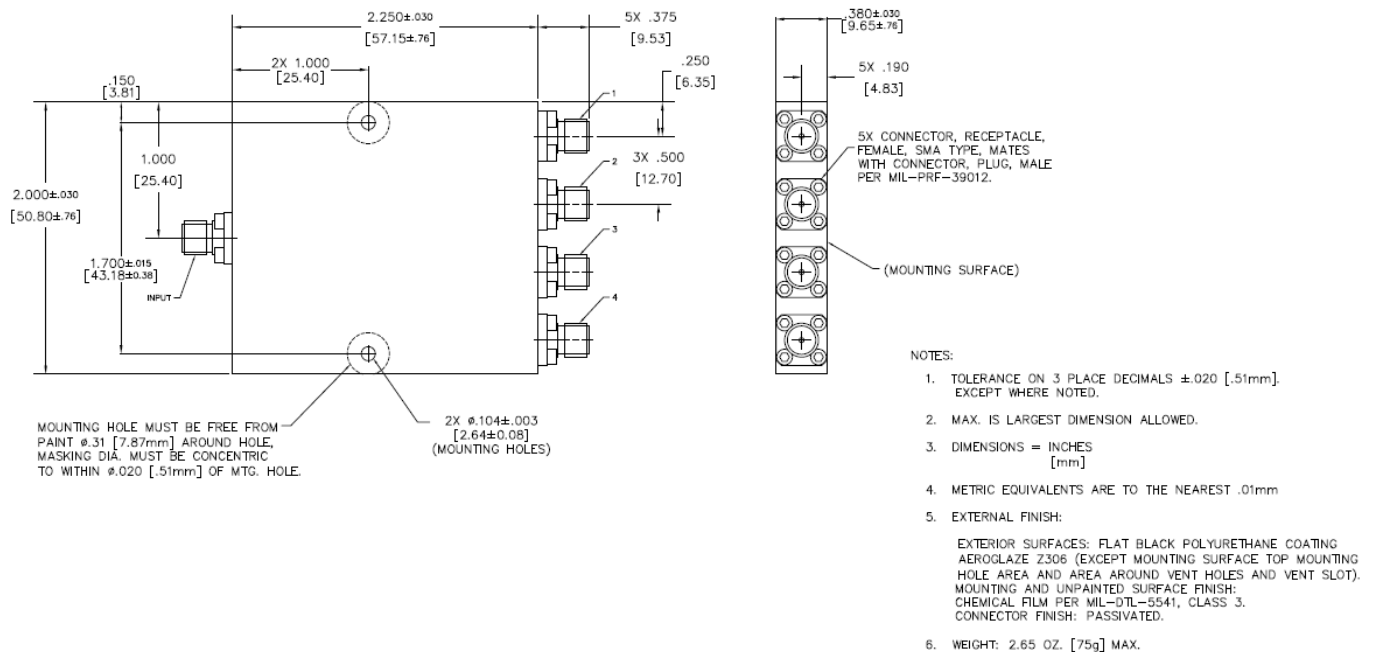 2.250±.030
[57.15±.76]
5X .375
[9.53]
.380±.030
[9.65±.76]
2X 1.000
[25.40]
.250
[6.35]
5X .190
[4.83]
.150
[3.81]
1
1.000
[25.40]
3X .500
[12.70]
2
5X CONNECTOR, RECEPTACLE,
FEMALE, SMA TYPE, MATES
WITH CONNECTOR, PLUG, MALE
PER MIL-PRF-39012.
2.000±.030
[50.80±.76]
3
1.700±.015
[43.18±0.38]
(MOUNTING SURFACE)
INPUT
4
MOUNTING HOLE MUST BE FREE FROM
PAINT ø.31 [7.87mm] AROUND HOLE,
MASKING DIA. MUST BE CONCENTRIC
TO WITHIN ø.020 [.51mm] OF MTG. HOLE.
2X ø.104±.003
[2.64±0.08]
(MOUNTING HOLES)
NOTES:
1. TOLERANCE ON 3 PLACE DECIMALS ±.020 [.51mm].
EXCEPT WHERE NOTED.
2. MAX. IS LARGEST DIMENSION ALLOWED.
3. DIMENSIONS = INCHES
[mm]
4. METRIC EQUIVALENTS ARE TO THE NEAREST .01mm
5. EXTERNAL FINISH:
EXTERIOR SURFACES: FLAT BLACK POLYURETHANE COATING
AEROGLAZE Z306 (EXCEPT MOUNTING SURFACE TOP MOUNTING
HOLE AREA AND AREA AROUND VENT HOLES AND VENT SLOT).
MOUNTING AND UNPAINTED SURFACE FINISH:
CHEMICAL FILM PER MIL-DTL-5541, CLASS 3.
CONNECTOR FINISH: PASSIVATED.
6. WEIGHT: 2.65 OZ. [75g] MAX.